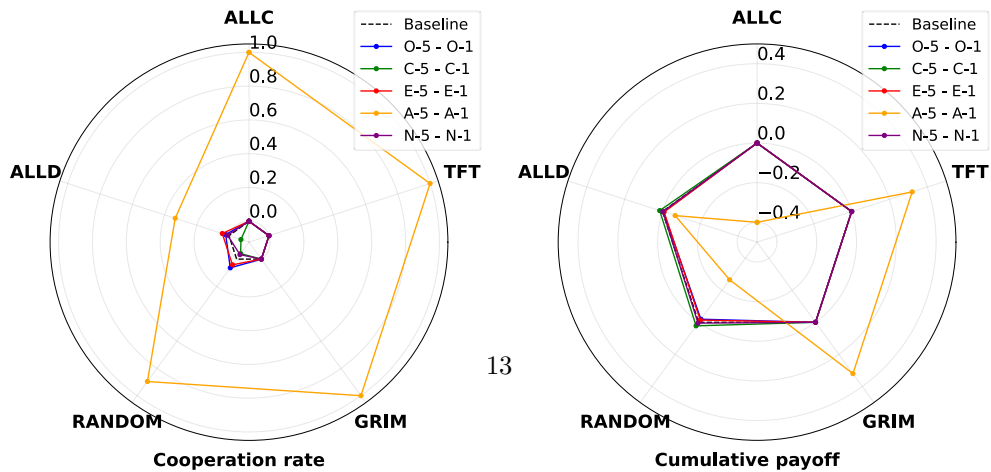 ALLC
1.0
0.8
0.6
0.4
0.2
0.0
TFT
GRIM
RANDOM
ALLD
Baseline
O-5 - O-1
C-5 - C-1
E-5 - E-1
A-5 - A-1
N-5 - N-1
Cooperation rate
13
ALLC
0.4
0.2
0.0
−0.2
−0.4
TFT
GRIM
RANDOM
ALLD
Baseline
O-5 - O-1
C-5 - C-1
E-5 - E-1
A-5 - A-1
N-5 - N-1
Cumulative payoff